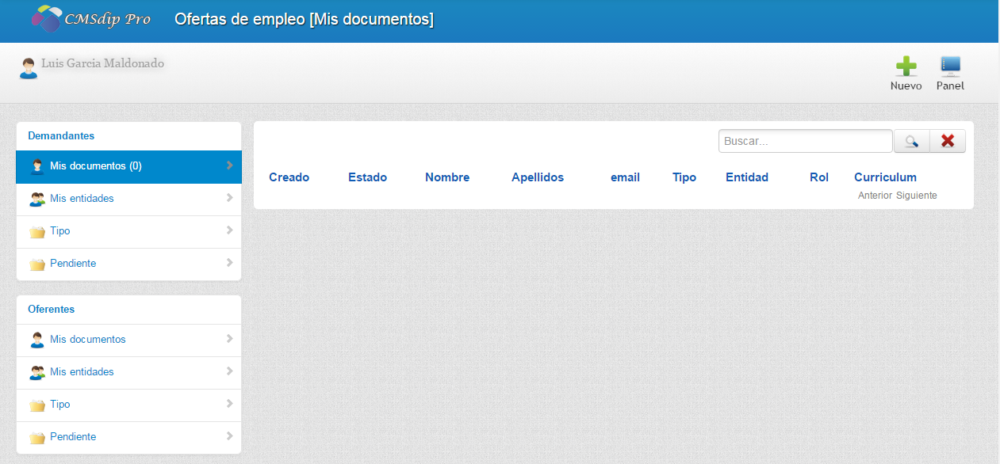 CMSdip Pro Ofertas de empleo [Mis documentos]
Luis Garcia Maldonado
Nuevo Panel
Demandantes
Mis documentos (0)
Mis entidades
Tipo
Pendiente
Oferentes
Mis documentos
Mis entidades
Tipo
Pendiente
Buscar...
Creado Estado Nombre Apellidos email Tipo Entidad Rol Curriculum
Anterior Siguiente